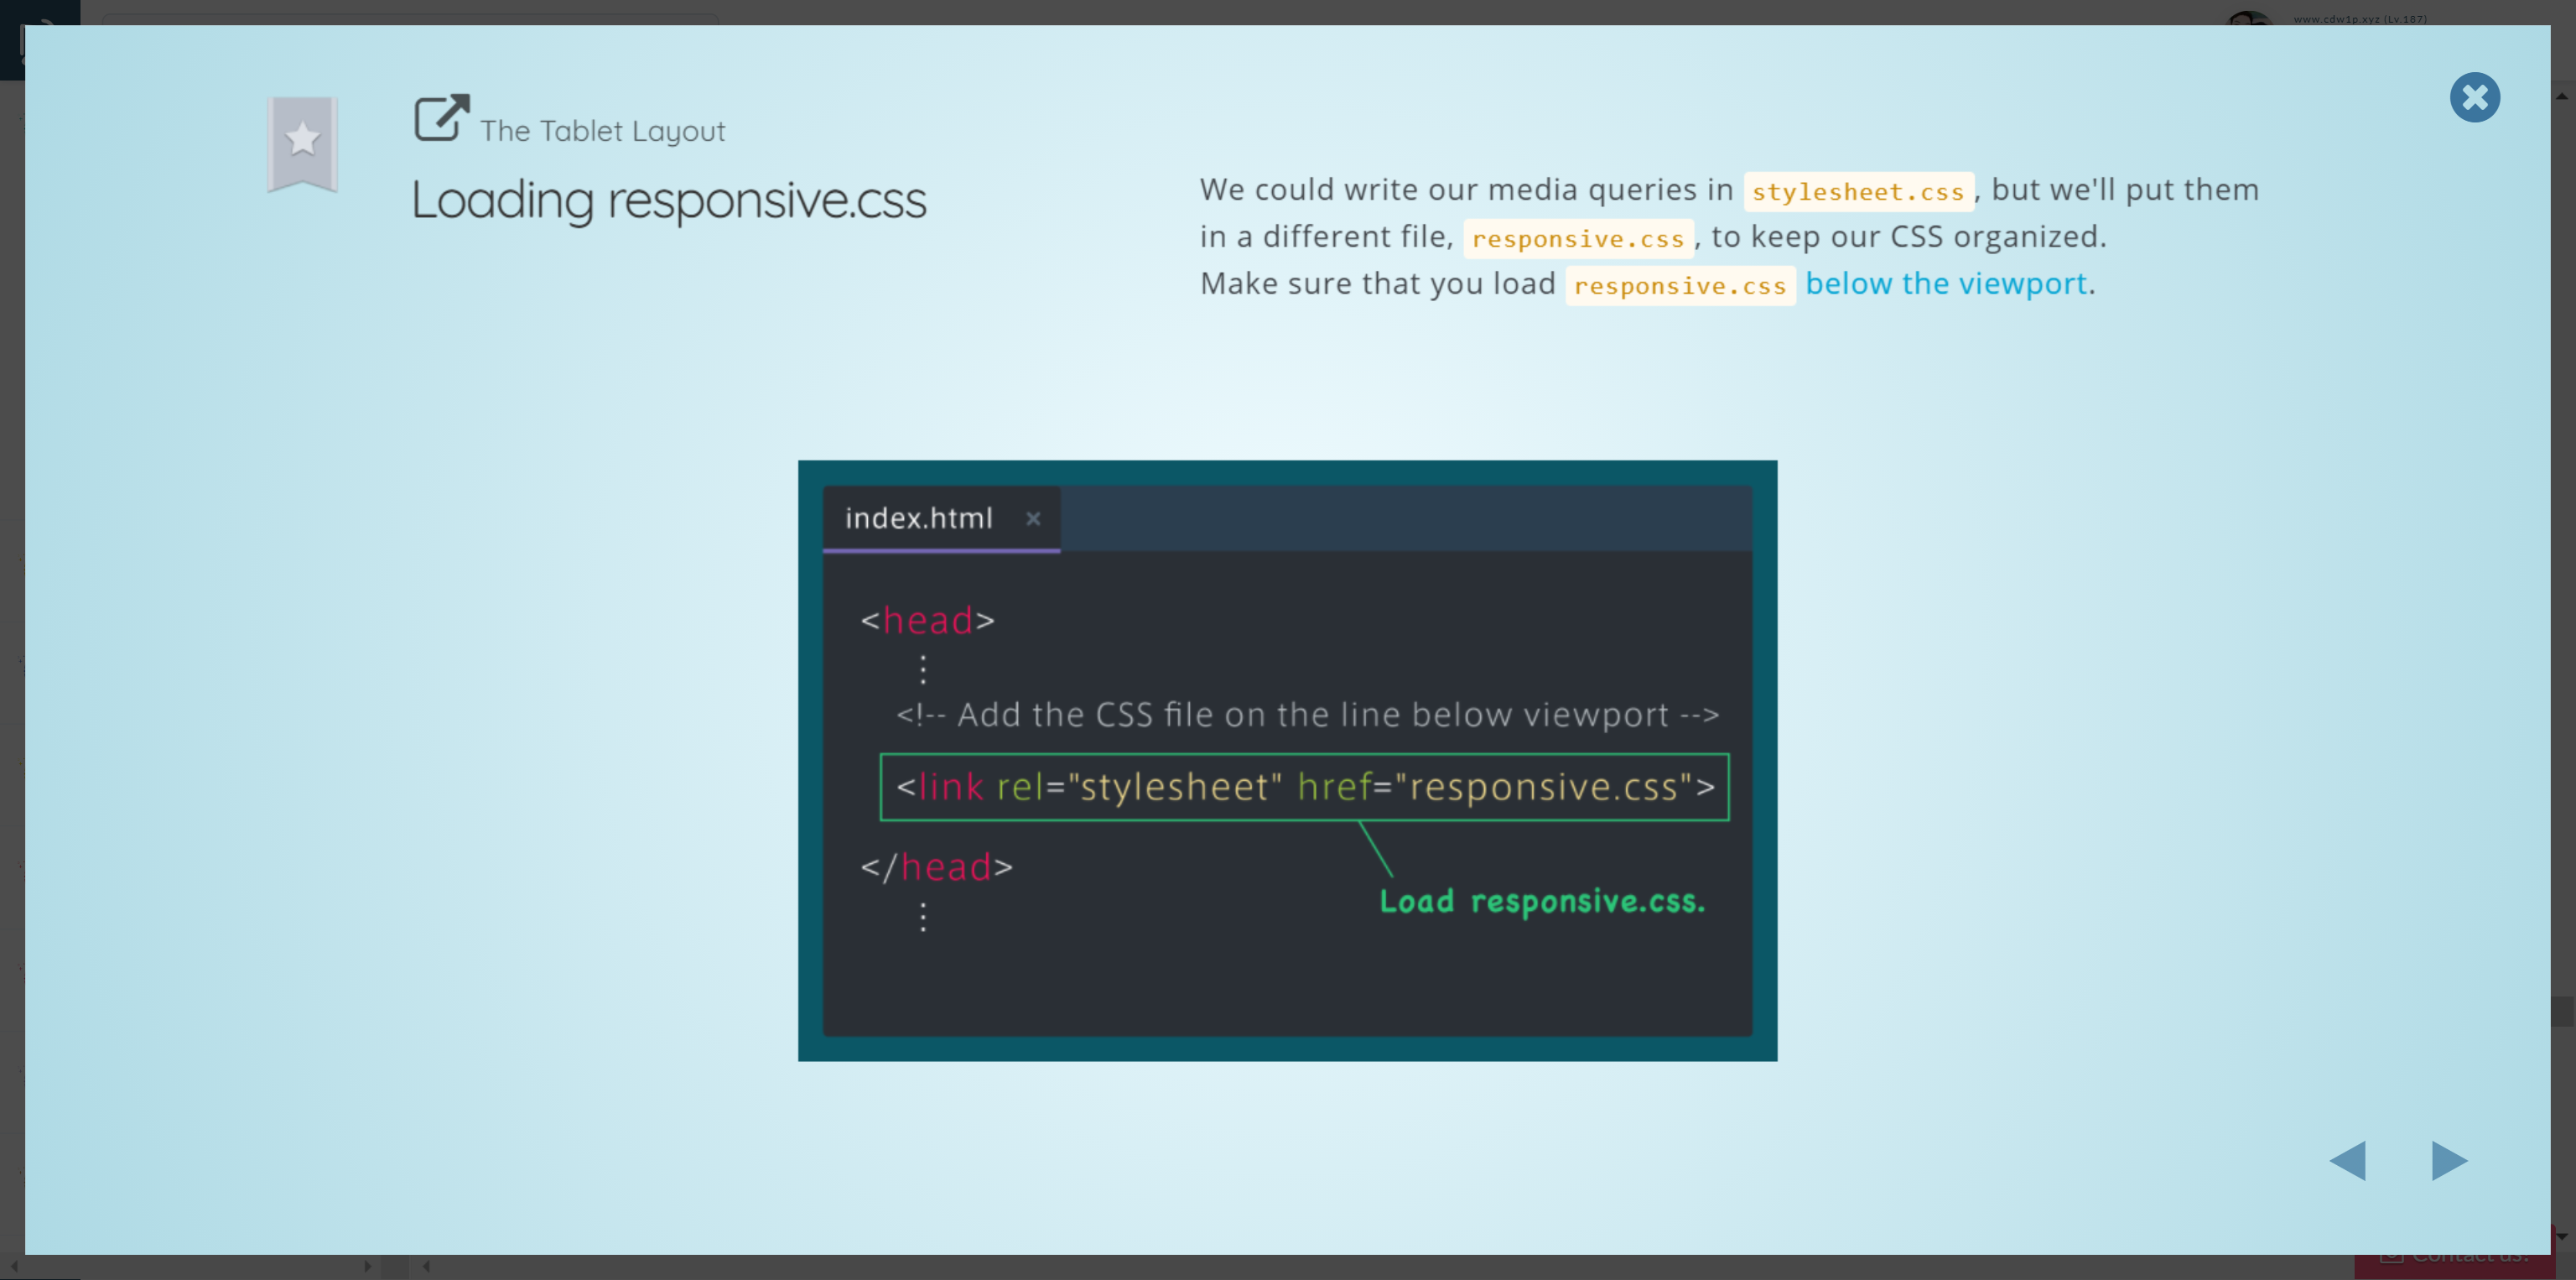 www.cdw1p.xyz (Lv.187)
The Tablet Layout
Loading responsive.css
We could write our media queries in stylesheet.css, but we'll put them
in a different file, responsive.css, to keep our CSS organized.
Make sure that you load responsive.css below the viewport.
index.html ×
<head>
⋮
<!-- Add the CSS file on the line below viewport -->
<link rel="stylesheet" href="responsive.css">
</head>
⋮
Load responsive.css.
Contact us!